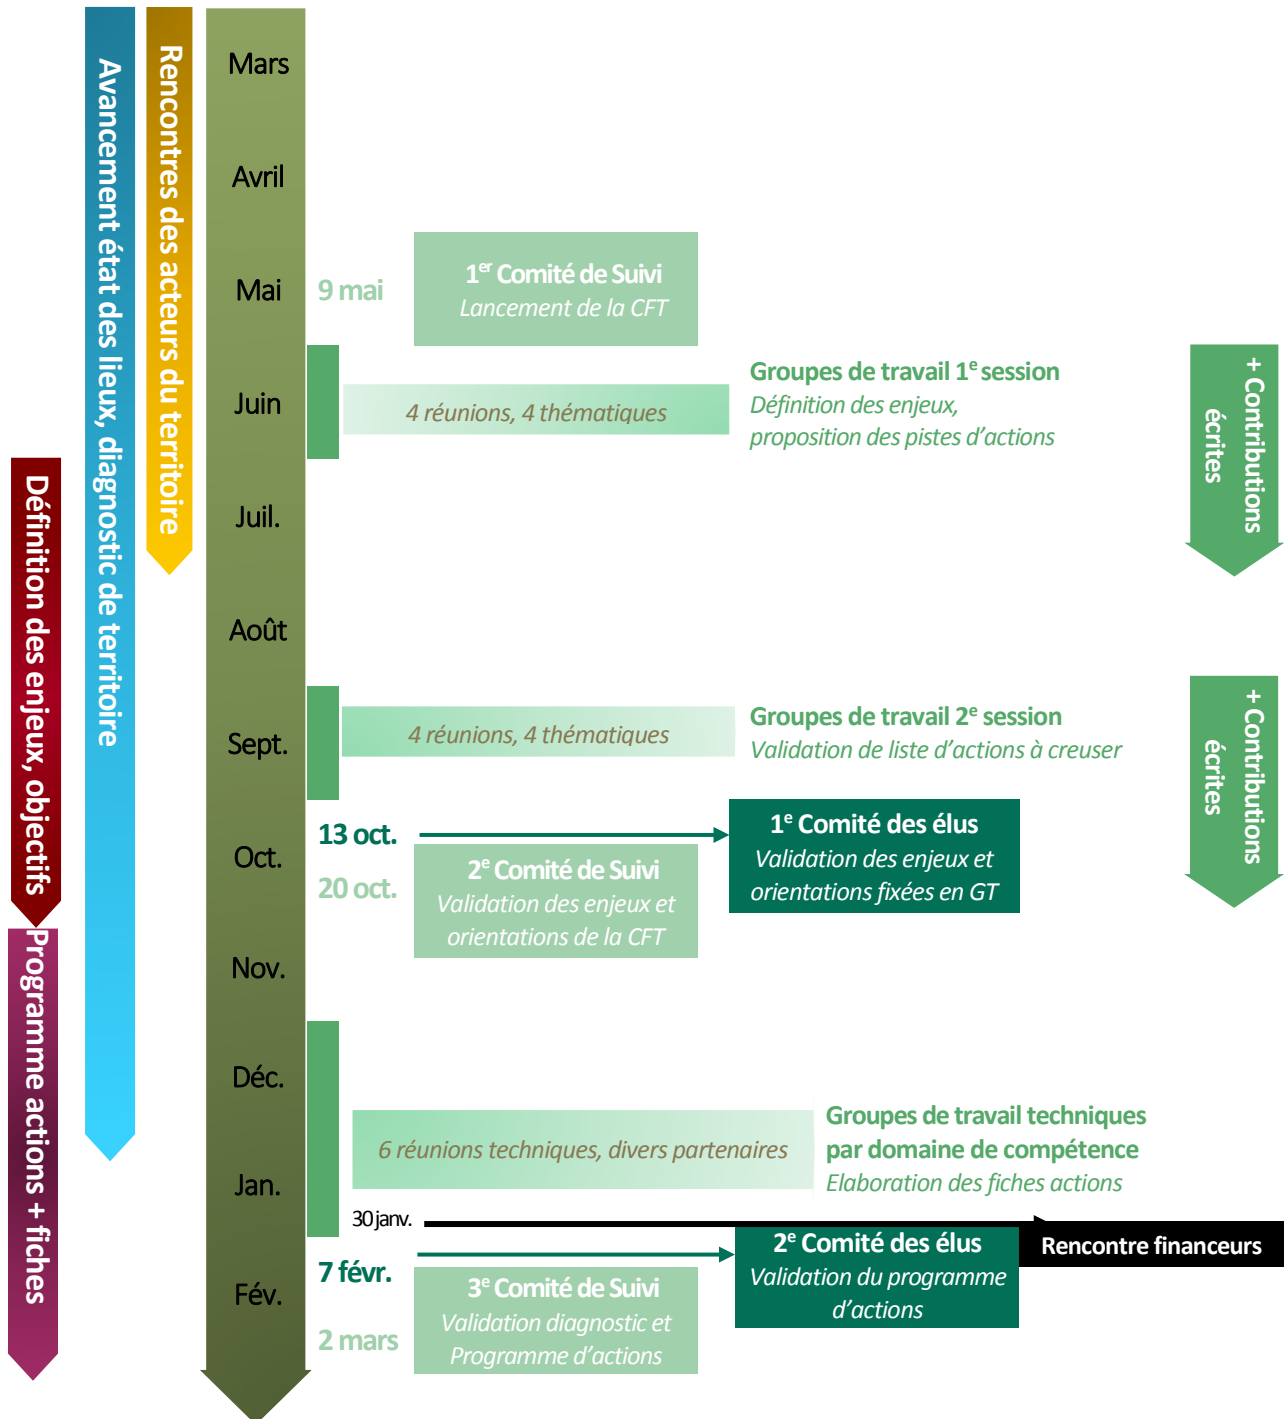 Avancement état des lieux, diagnostic de territoire
Rencontres des acteurs du territoire
Définition des enjeux, objectifs
Programme actions + fiches
Mars
Avril
Mai
9 mai
1er Comité de Suivi
Lancement de la CFT
Juin
4 réunions, 4 thématiques
Groupes de travail 1e session
Définition des enjeux,
proposition des pistes d’actions
+ Contributions
écrites
Juil.
Août
Sept.
4 réunions, 4 thématiques
Groupes de travail 2e session
Validation de liste d’actions à creuser
+ Contributions
écrites
Oct.
13 oct.
1e Comité des élus
Validation des enjeux et
orientations fixées en GT
20 oct.
2e Comité de Suivi
Validation des enjeux et
orientations de la CFT
Nov.
Déc.
6 réunions techniques, divers partenaires
Groupes de travail techniques
par domaine de compétence
Elaboration des fiches actions
Jan.
30 janv.
Rencontre financeurs
7 févr.
2e Comité des élus
Validation du programme
d’actions
Fév.
2 mars
3e Comité de Suivi
Validation diagnostic et
Programme d’actions